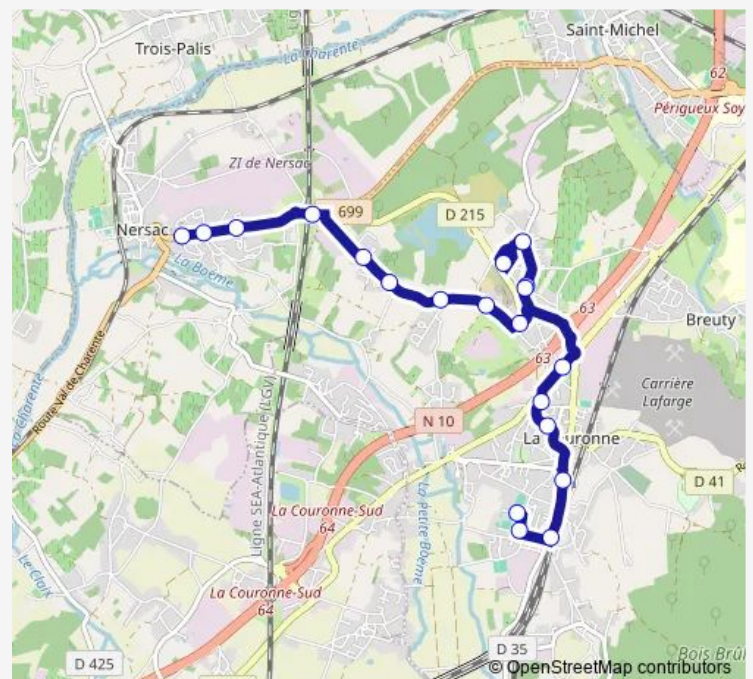 Saint-Michel
Trois-Palis
La Charente
62
Périgueux Soy
ZI de Nersac
699
D 215
Nersac
La Boëme
63
Breuty
63
Carrière
Lafarge
Route Val de Charente
La Charente
N 10
La Couronne
D 41
Ligne SEA-Atlantique (LGV)
La Petite Boëme
La Couronne-Sud
64
Le Claix
La Couronne-Sud
64
D 425
D 35
Bois Brûl
© OpenStreetMap contributors